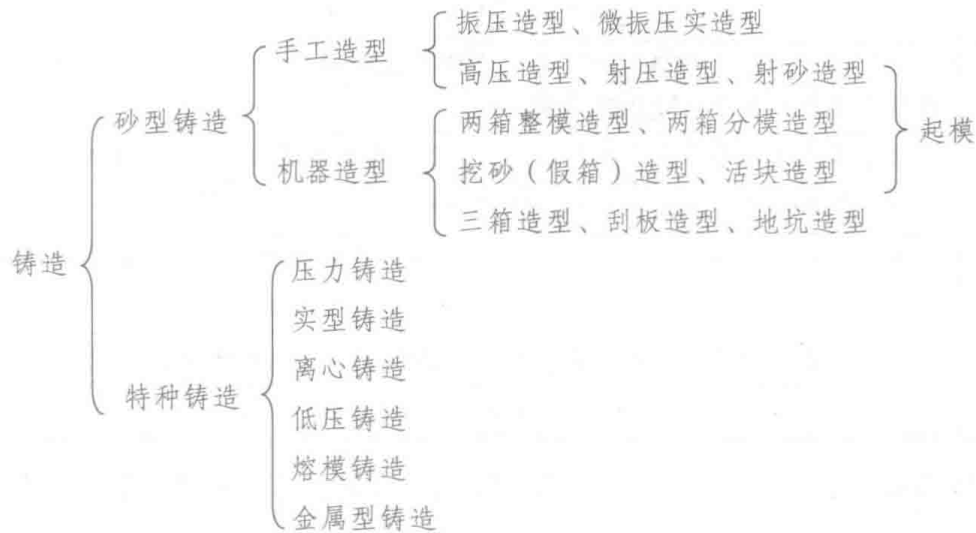 振压造型、微振压实造型
手工造型
高压造型、射压造型、射砂造型
砂型铸造
两箱整模造型、两箱分模造型
起模
机器造型
挖砂（假箱）造型、活块造型
三箱造型、刮板造型、地坑造型
铸造
压力铸造
实型铸造
离心铸造
特种铸造
低压铸造
熔模铸造
金属型铸造